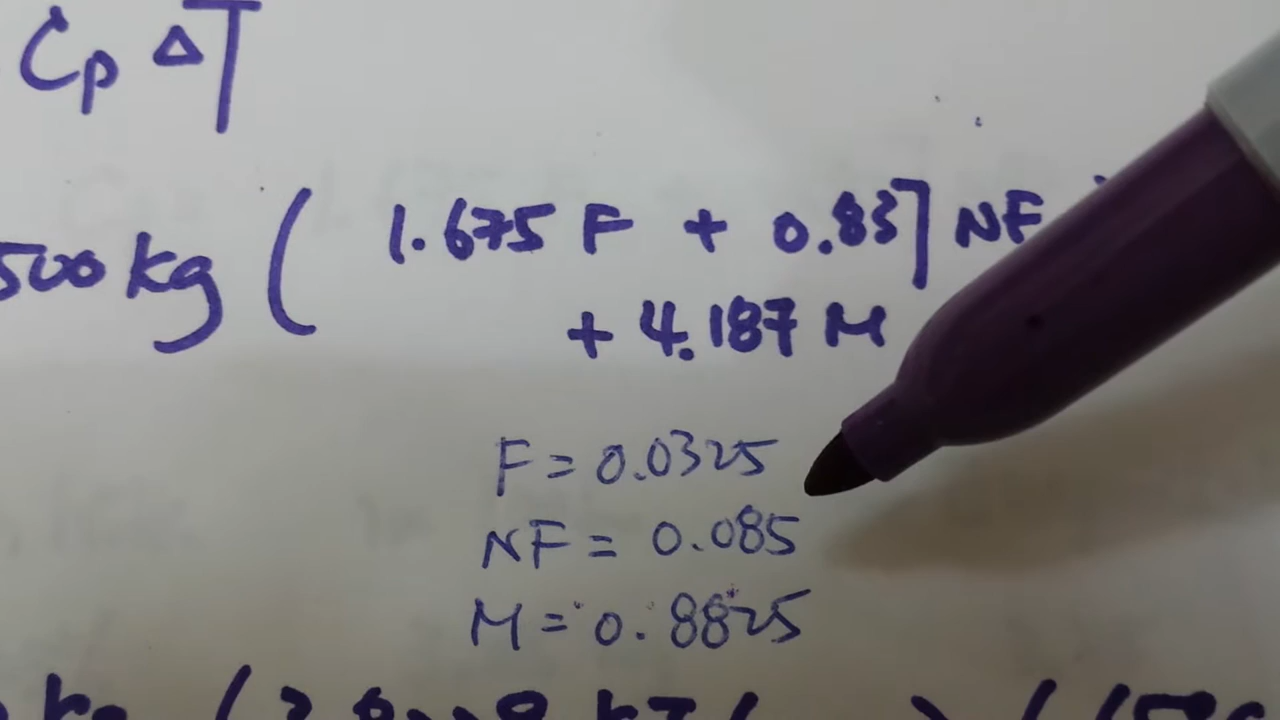 Cp ΔT
500 kg ( 1.675 F + 0.837 NF
+ 4.187 M
F = 0.0325
NF = 0.085
M = 0.8825